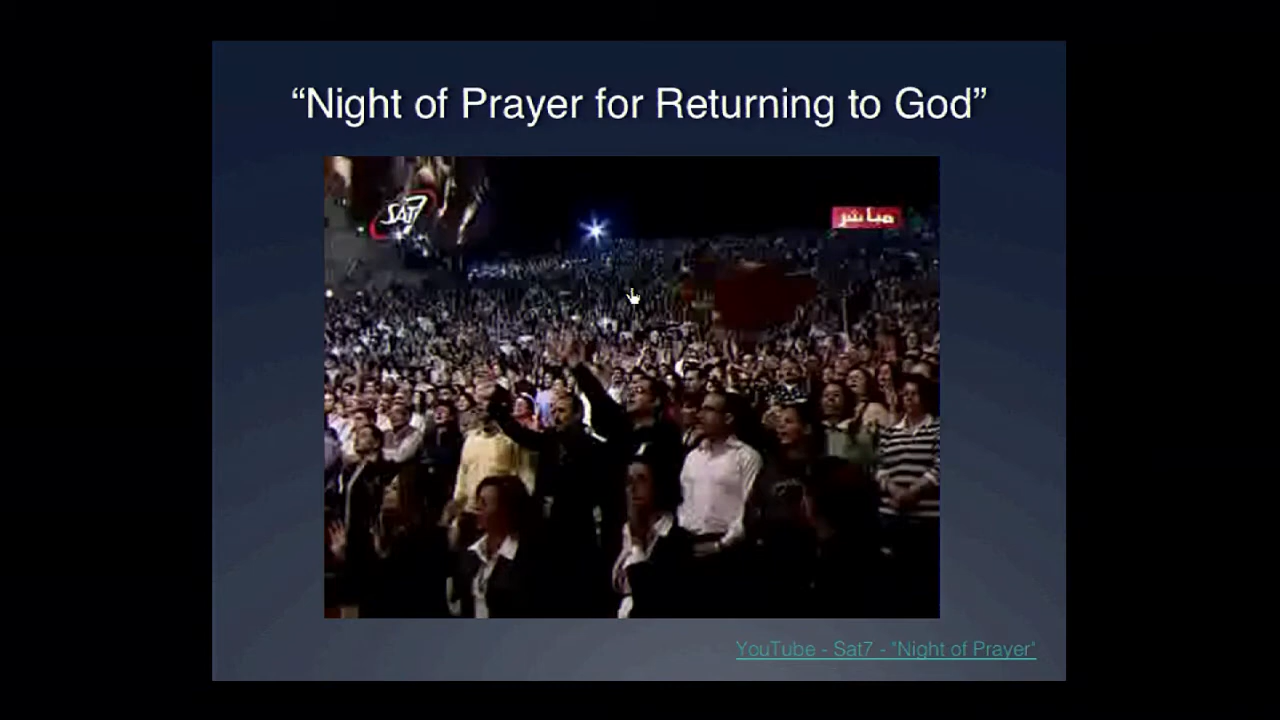 “Night of Prayer for Returning to God”
SAT7
مباشر
YouTube - Sat7 - "Night of Prayer"